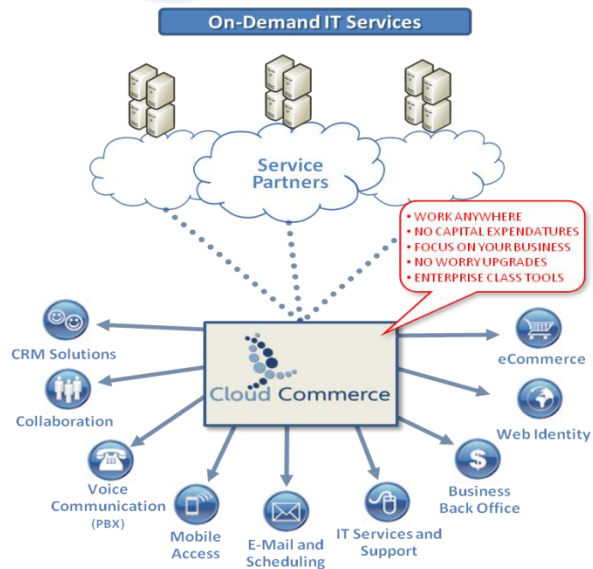 On-Demand IT Services
Service
Partners
• WORK ANYWHERE
• NO CAPITAL EXPENDATURES
• FOCUS ON YOUR BUSINESS
• NO WORRY UPGRADES
• ENTERPRISE CLASS TOOLS
Cloud Commerce
CRM Solutions
Collaboration
Voice
Communication
(PBX)
Mobile
Access
E-Mail and
Scheduling
IT Services and
Support
$
Business
Back Office
Web Identity
eCommerce